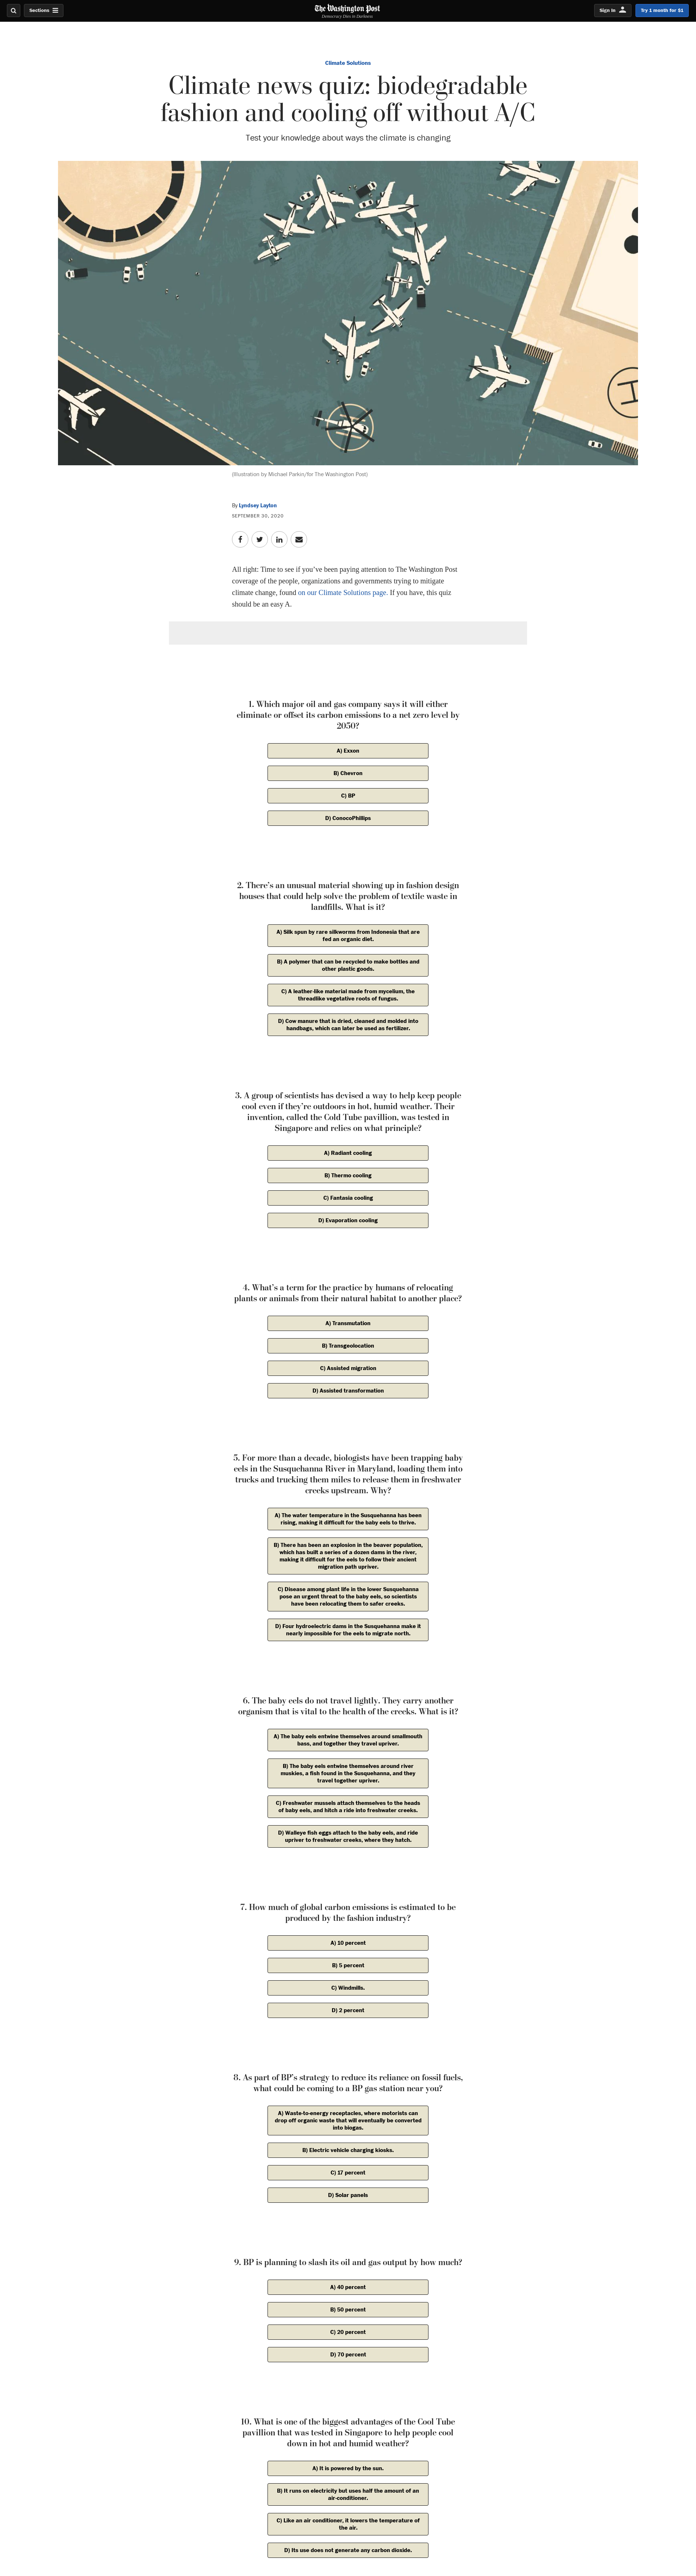 Sections
The Washington Post
Democracy Dies in Darkness
Sign in
Try 1 month for $1
Climate Solutions
Climate news quiz: biodegradable
fashion and cooling off without A/C
Test your knowledge about ways the climate is changing
(Illustration by Michael Parkin/for The Washington Post)
By Lyndsey Layton
SEPTEMBER 30, 2020
All right: Time to see if you’ve been paying attention to The Washington Post
coverage of the people, organizations and governments trying to mitigate
climate change, found on our Climate Solutions page. If you have, this quiz
should be an easy A.
1. Which major oil and gas company says it will either
eliminate or offset its carbon emissions to a net zero level by
2050?
A) Exxon
B) Chevron
C) BP
D) ConocoPhillips
2. There’s an unusual material showing up in fashion design
houses that could help solve the problem of textile waste in
landfills. What is it?
A) Silk spun by rare silkworms from Indonesia that are
fed an organic diet.
B) A polymer that can be recycled to make bottles and
other plastic goods.
C) A leather-like material made from mycelium, the
threadlike vegetative roots of fungus.
D) Cow manure that is dried, cleaned and molded into
handbags, which can later be used as fertilizer.
3. A group of scientists has devised a way to help keep people
cool even if they’re outdoors in hot, humid weather. Their
invention, called the Cold Tube pavillion, was tested in
Singapore and relies on what principle?
A) Radiant cooling
B) Thermo cooling
C) Fantasia cooling
D) Evaporation cooling
4. What’s a term for the practice by humans of relocating
plants or animals from their natural habitat to another place?
A) Transmutation
B) Transgeolocation
C) Assisted migration
D) Assisted transformation
5. For more than a decade, biologists have been trapping baby
eels in the Susquehanna River in Maryland, loading them into
trucks and trucking them miles to release them in freshwater
creeks upstream. Why?
A) The water temperature in the Susquehanna has been
rising, making it difficult for the baby eels to thrive.
B) There has been an explosion in the beaver population,
which has built a series of a dozen dams in the river,
making it difficult for the eels to follow their ancient
migration path upriver.
C) Disease among plant life in the lower Susquehanna
pose an urgent threat to the baby eels, so scientists
have been relocating them to safer creeks.
D) Four hydroelectric dams in the Susquehanna make it
nearly impossible for the eels to migrate north.
6. The baby eels do not travel lightly. They carry another
organism that is vital to the health of the creeks. What is it?
A) The baby eels entwine themselves around smallmouth
bass, and together they travel upriver.
B) The baby eels entwine themselves around river
muskies, a fish found in the Susquehanna, and they
travel together upriver.
C) Freshwater mussels attach themselves to the heads
of baby eels, and hitch a ride into freshwater creeks.
D) Walleye fish eggs attach to the baby eels, and ride
upriver to freshwater creeks, where they hatch.
7. How much of global carbon emissions is estimated to be
produced by the fashion industry?
A) 10 percent
B) 5 percent
C) Windmills.
D) 2 percent
8. As part of BP’s strategy to reduce its reliance on fossil fuels,
what could be coming to a BP gas station near you?
A) Waste-to-energy receptacles, where motorists can
drop off organic waste that will eventually be converted
into biogas.
B) Electric vehicle charging kiosks.
C) 17 percent
D) Solar panels
9. BP is planning to slash its oil and gas output by how much?
A) 40 percent
B) 50 percent
C) 20 percent
D) 70 percent
10. What is one of the biggest advantages of the Cool Tube
pavillion that was tested in Singapore to help people cool
down in hot and humid weather?
A) It is powered by the sun.
B) It runs on electricity but uses half the amount of an
air-conditioner.
C) Like an air conditioner, it lowers the temperature of
the air.
D) Its use does not generate any carbon dioxide.